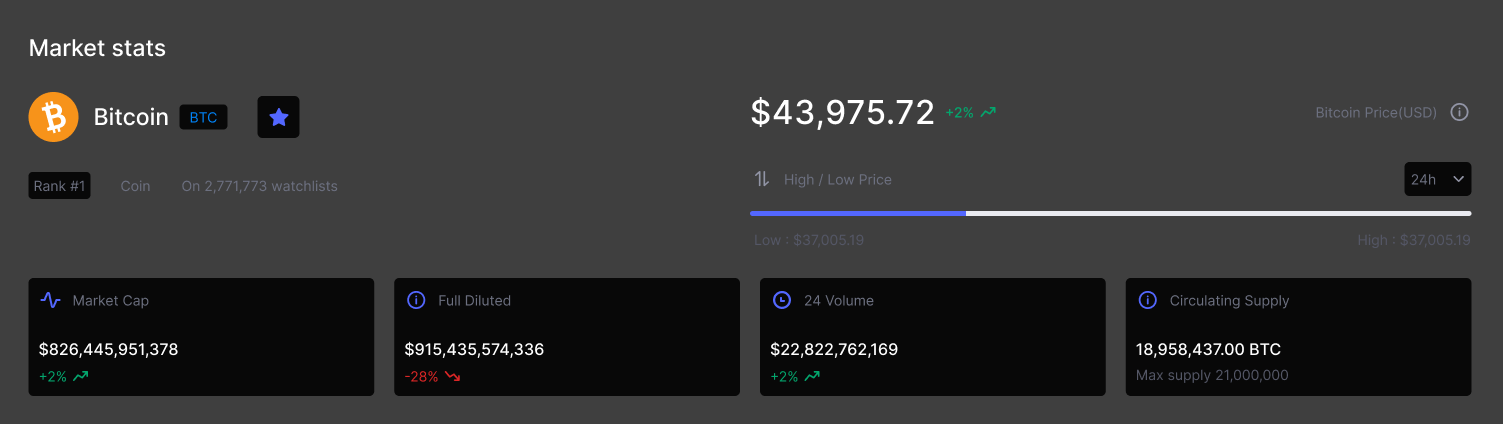 Market stats
Bitcoin BTC
Rank #1 Coin On 2,771,773 watchlists
$43,975.72 +2%
Bitcoin Price(USD)
High / Low Price
24h
Low : $37,005.19
High : $37,005.19
Market Cap
$826,445,951,378
+2%
Full Diluted
$915,435,574,336
-28%
24 Volume
$22,822,762,169
+2%
Circulating Supply
18,958,437.00 BTC
Max supply 21,000,000